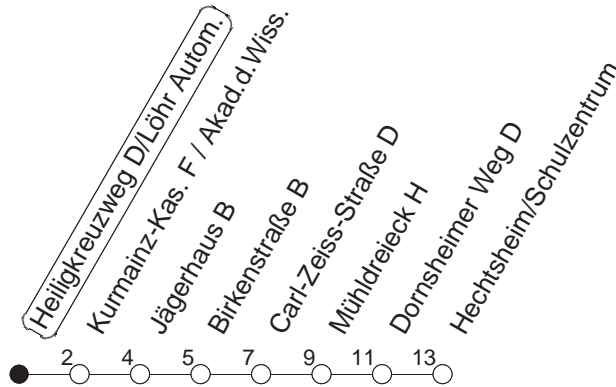 Heiligkreuzweg D/Löhr Autom.
Kurmainz-Kas. F / Akad.d.Wiss.
Jägerhaus B
Birkenstraße B
Carl-Zeiss-Straße D
Mühldreieck H
Dornsheimer Weg D
Hechtsheim/Schulzentrum
2 4 5 7 9 11 13